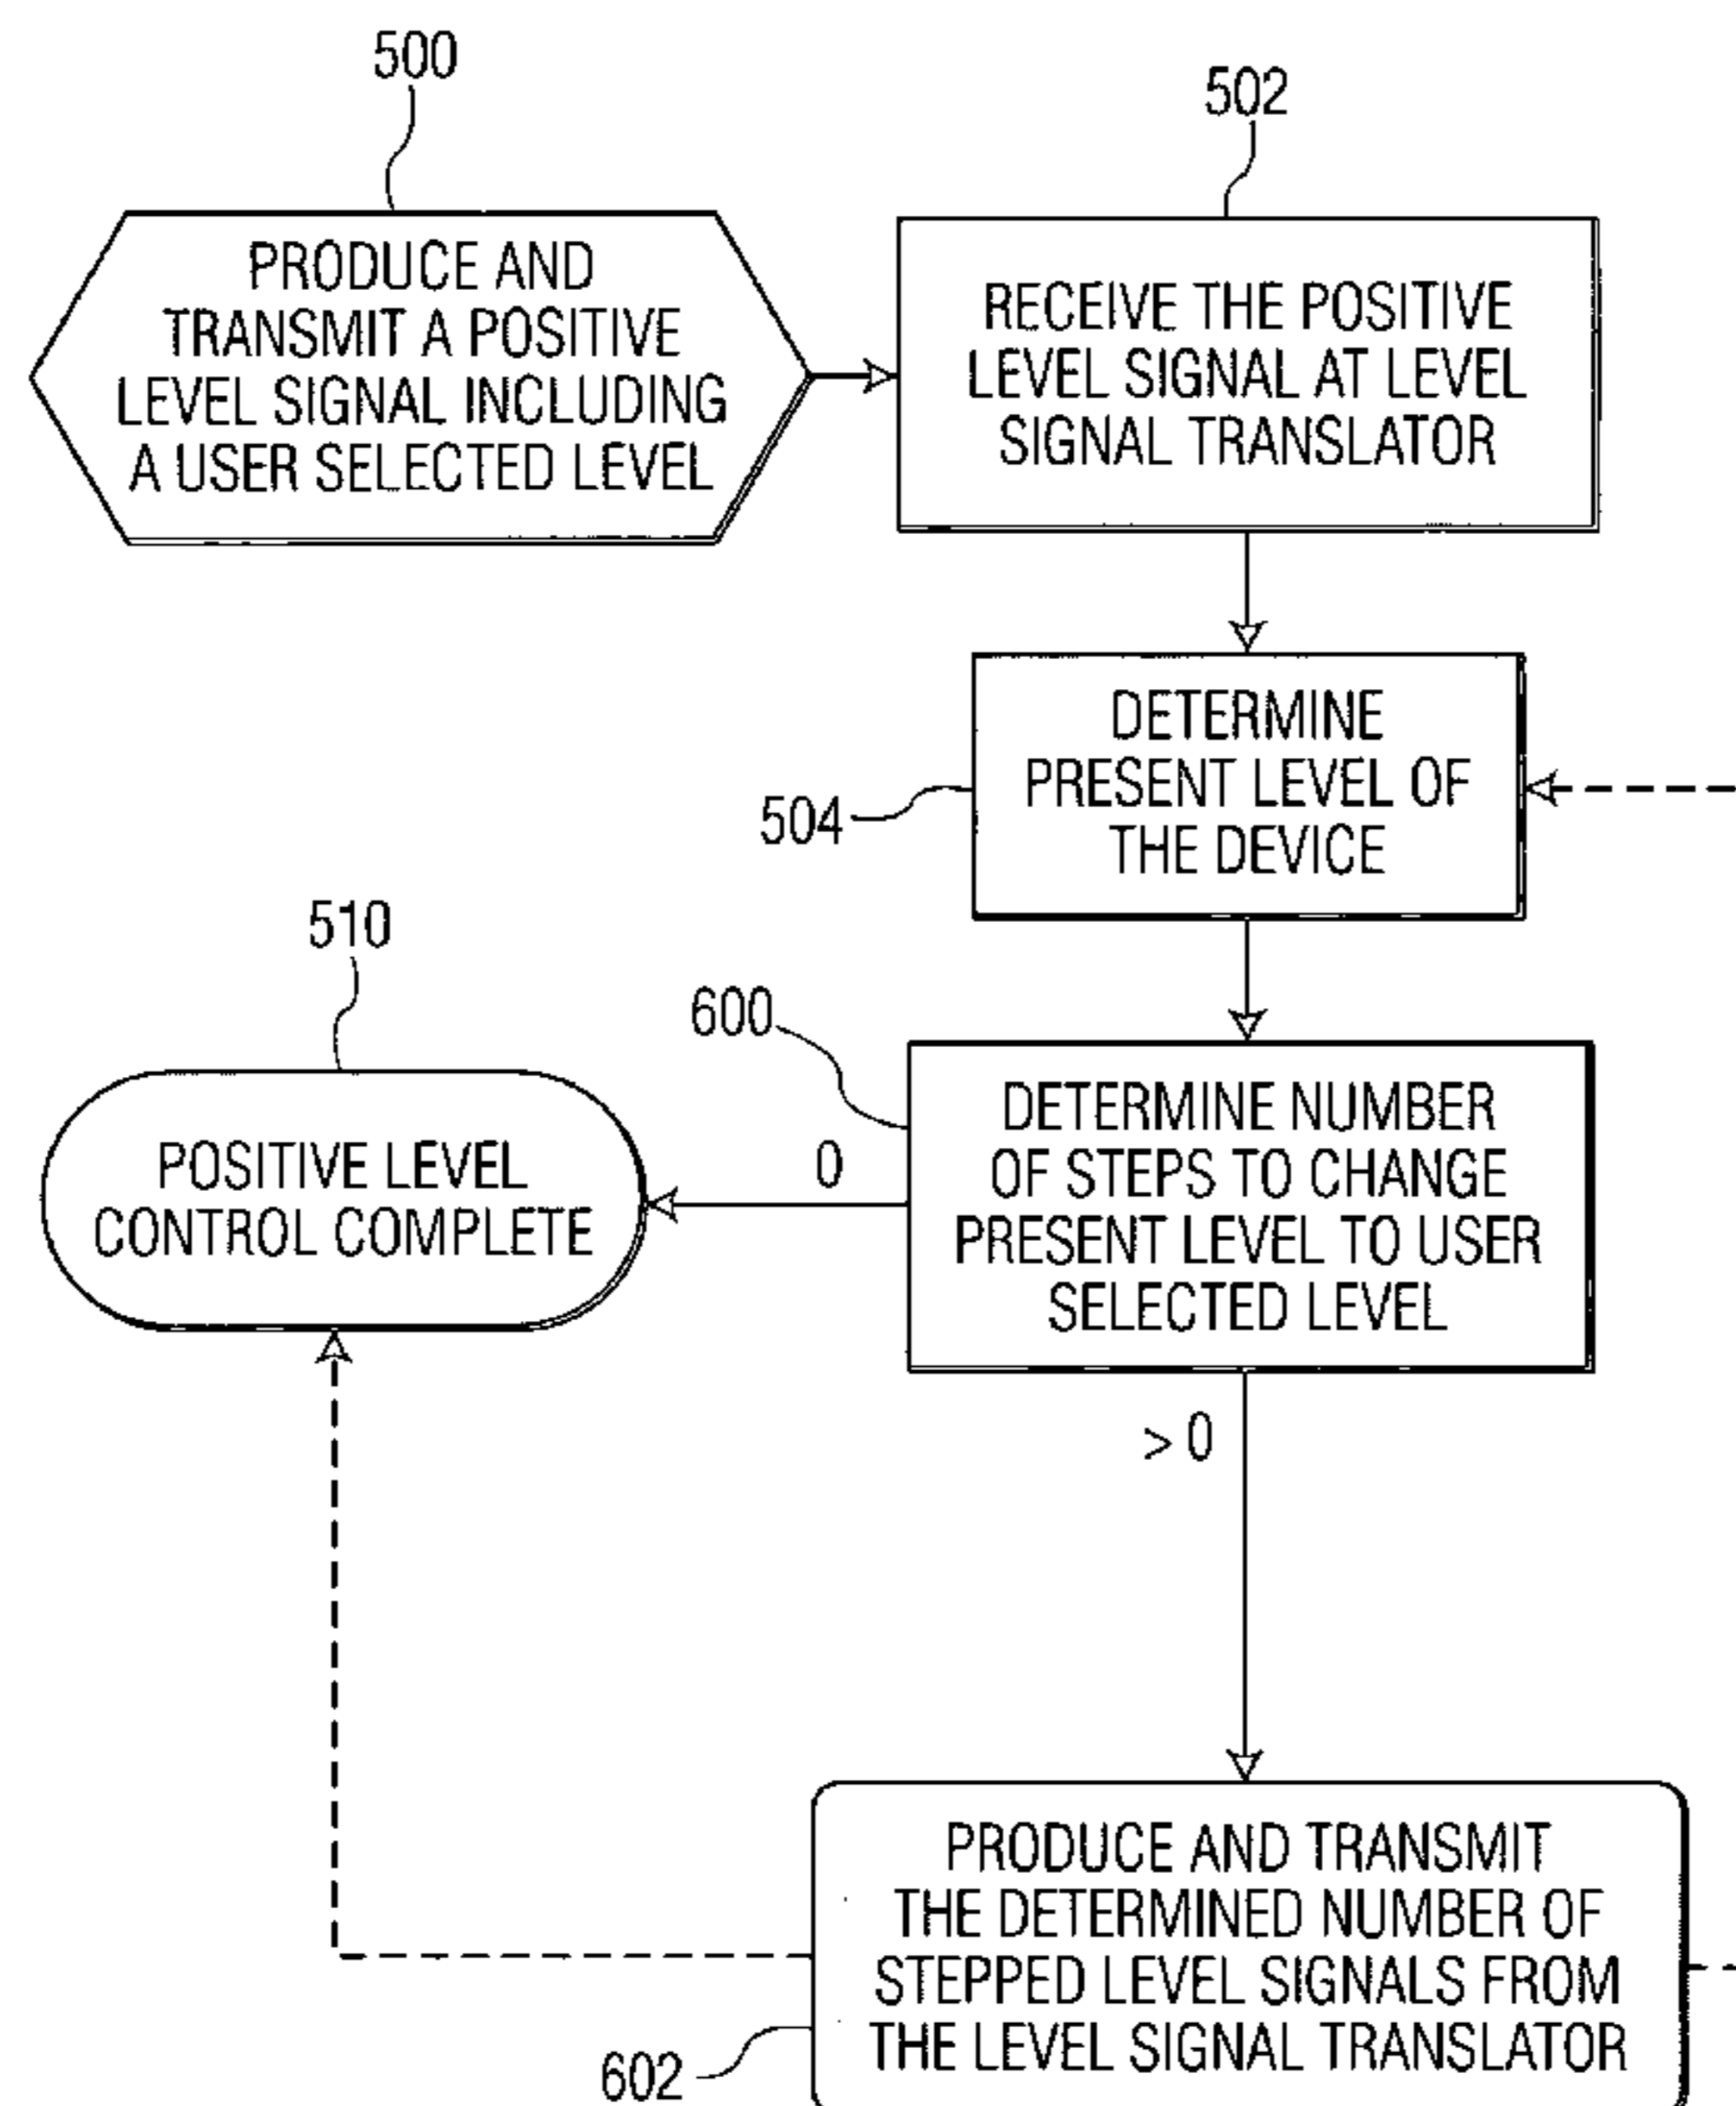 500
PRODUCE AND
TRANSMIT A POSITIVE
LEVEL SIGNAL INCLUDING
A USER SELECTED LEVEL
502
RECEIVE THE POSITIVE
LEVEL SIGNAL AT LEVEL
SIGNAL TRANSLATOR
504
DETERMINE
PRESENT LEVEL OF
THE DEVICE
510
POSITIVE LEVEL
CONTROL COMPLETE
600
0
DETERMINE NUMBER
OF STEPS TO CHANGE
PRESENT LEVEL TO USER
SELECTED LEVEL
> 0
PRODUCE AND TRANSMIT
THE DETERMINED NUMBER OF
STEPPED LEVEL SIGNALS FROM
THE LEVEL SIGNAL TRANSLATOR
602